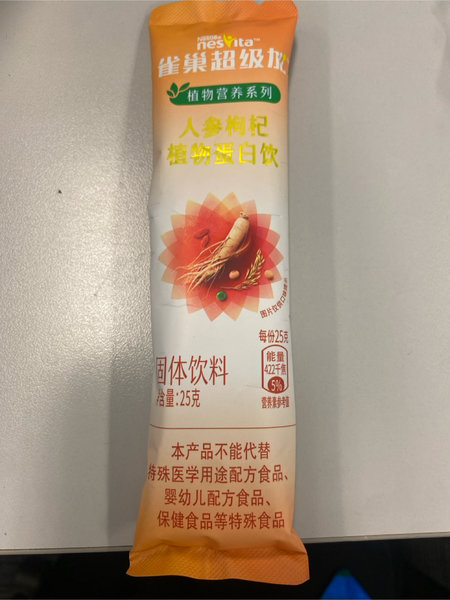 Nestlé
nesvita™
雀巢超级
植物营养系列
人参枸杞
植物蛋白饮
每份25克
能量
422千焦
5%
营养素参考值
固体饮料
含量:25克
本产品不能代替
特殊医学用途配方食品、
婴幼儿配方食品、
保健食品等特殊食品